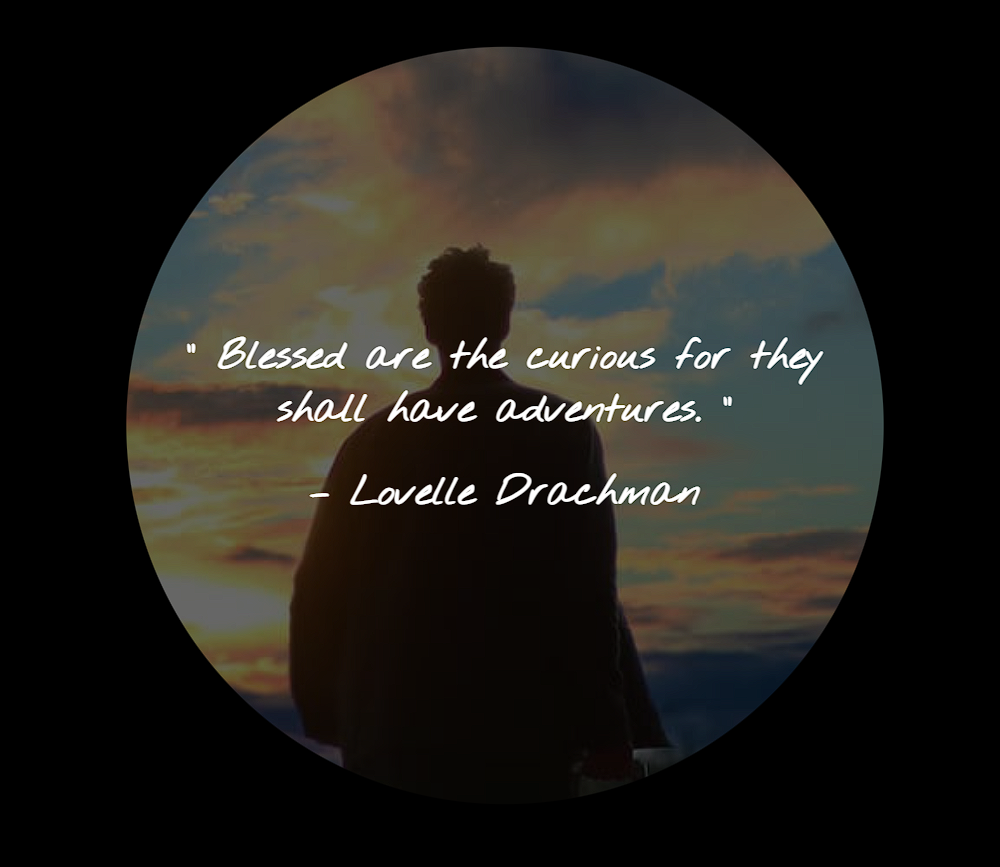 " Blessed are the curious for they
shall have adventures. "
- Lovelle Drachman